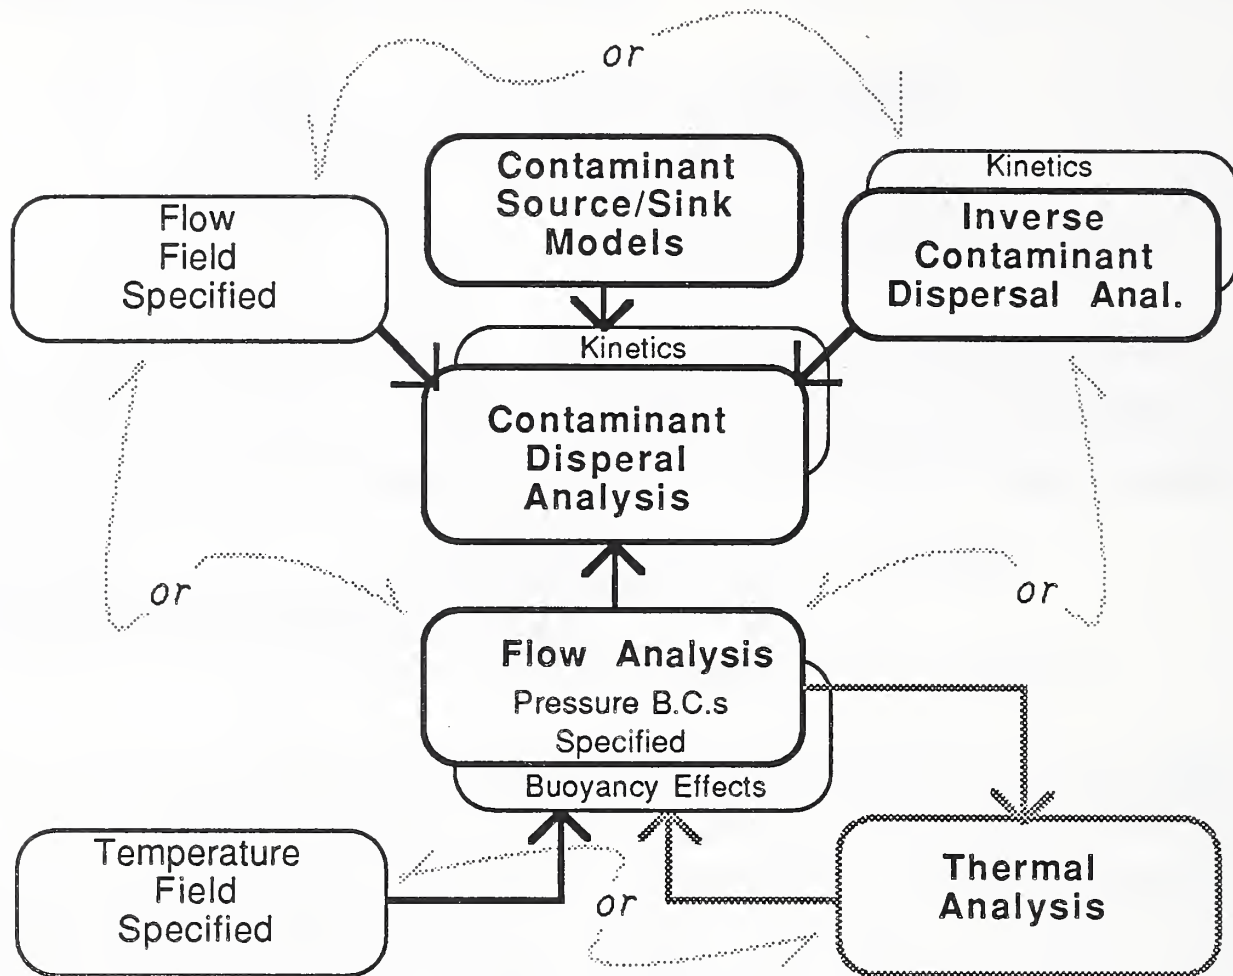 or
Contaminant
Source/Sink
Models
Kinetics
Inverse
Contaminant
Dispersal Anal.
Flow
Field
Specified
Kinetics
Contaminant
Disperal
Analysis
or
or
Flow Analysis
Pressure B.C.s
Specified
Buoyancy Effects
Temperature
Field
Specified
or
Thermal
Analysis